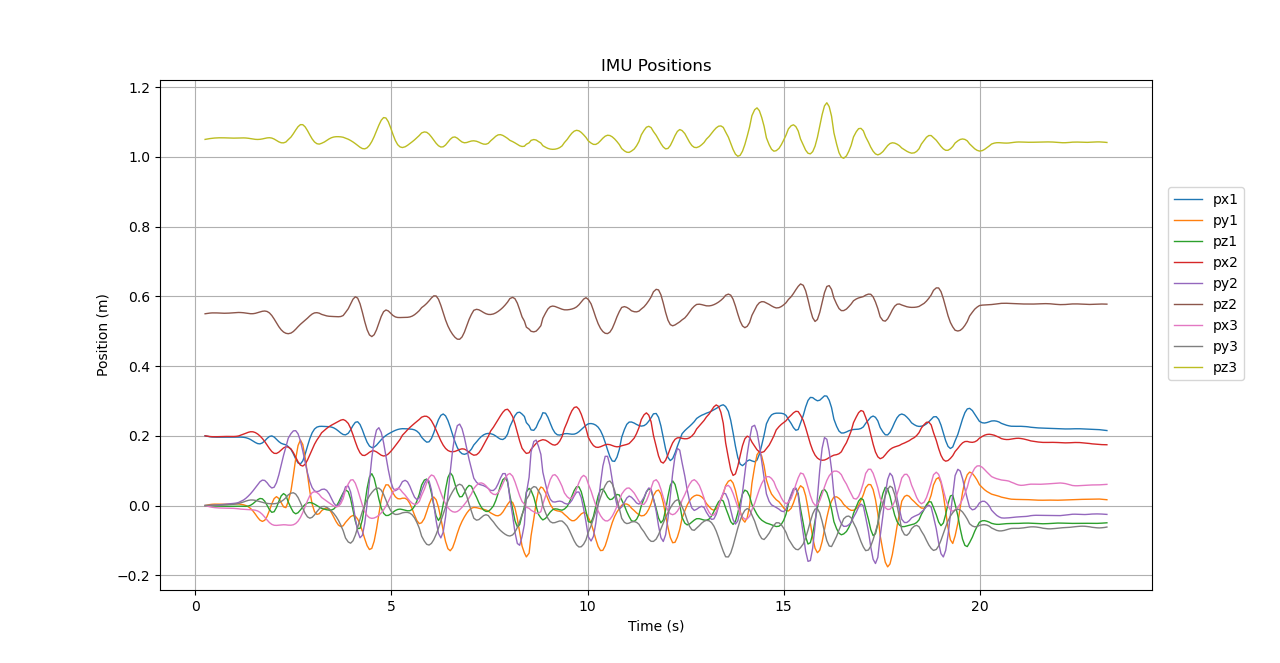 IMU Positions
1.2
1.0
0.8
0.6
0.4
0.2
0.0
−0.2
Position (m)
0
5
10
15
20
Time (s)
px1
py1
pz1
px2
py2
pz2
px3
py3
pz3